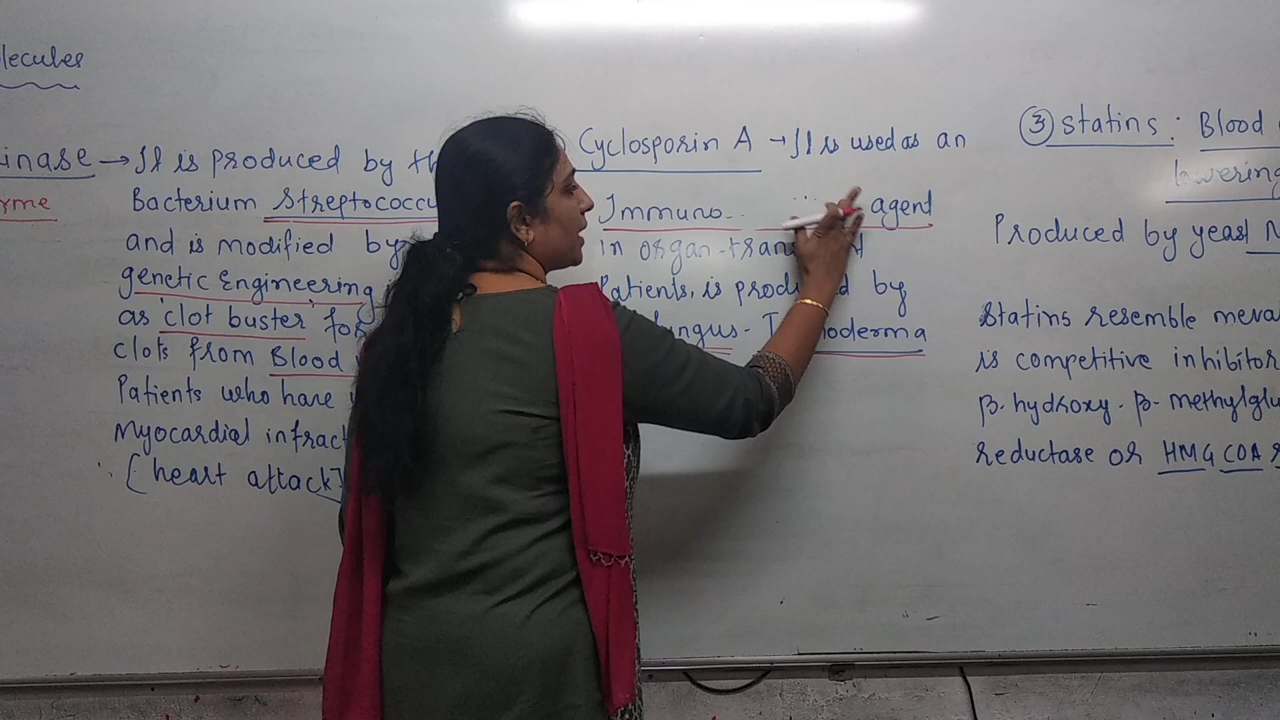 lecules
inase → It is produced by th
yme
Bacterium Streptococcu
and is modified by
genetic Engineering
as 'clot buster' for
clots from Blood
Patients who have
Myocardial infract
∴ [heart attack]
Cyclosporin A → It is used as an
Immuno agent
in organ-trans
Patients, is prod by
ungus - T oderma
③ Statins: Blood
lowering
Produced by yeast M
Statins resemble meva
is competitive inhibitor
β-hydroxy-β-methylglu
reductase or HMG COA